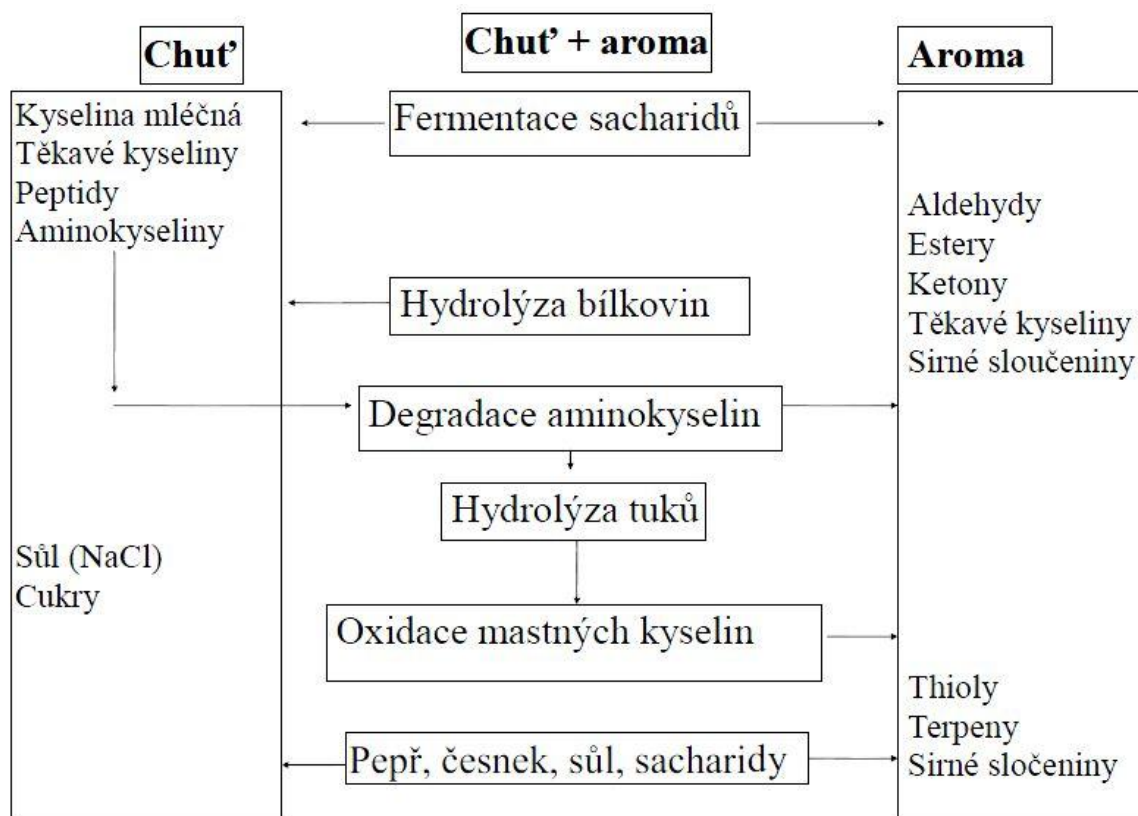 Chuť
Chuť + aroma
Aroma
Kyselina mléčná
Těkavé kyseliny
Peptidy
Aminokyseliny
Sůl (NaCl)
Cukry
Fermentace sacharidů
Hydrolýza bílkovin
Degradace aminokyselin
Hydrolýza tuků
Oxidace mastných kyselin
Pepř, česnek, sůl, sacharidy
Aldehydy
Estery
Ketony
Těkavé kyseliny
Sirné sloučeniny
Thioly
Terpeny
Sirné sločeniny